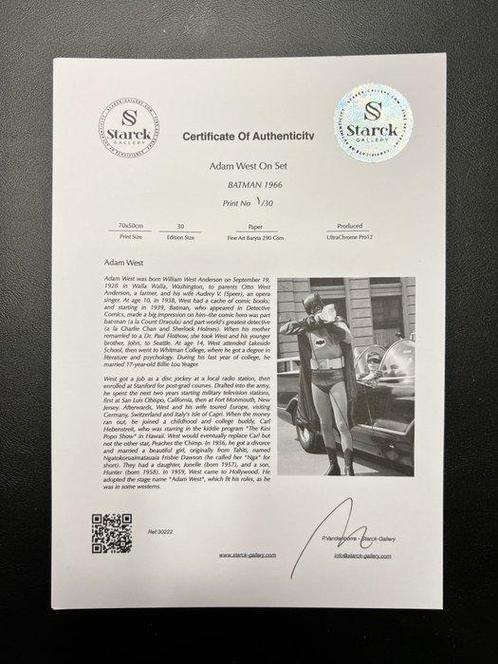 Starck
GALLERY
Starck
GALLERY
Certificate Of Authenticity
Adam West On Set
BATMAN 1966
Print No 1/30
70x50cm
Print Size
30
Edition Size
Paper
Fine Art Baryta 290 Gsm
Produced
UltraChrome Pro12
Adam West
Adam West was born William West Anderson on September 19,
1928 in Walla Walla, Washington, to parents Otto West
Anderson, a farmer, and his wife Audrey V. (Speer), an opera
singer. At age 10, in 1938, West had a cache of comic books;
and starting in 1939, Batman, who appeared in Detective
Comics, made a big impression on him—the comic hero was part
bat-man (a la Count Dracula) and part world's greatest detective
(a la Charlie Chan and Sherlock Holmes). When his mother
remarried to a Dr. Paul Flothow, she took West and his younger
brother, John, to Seattle. At age 14, West attended Lakeside
School, then went to Whitman College, where he got a degree in
literature and psychology. During his last year of college, he
married 17-year-old Billie Lou Yeager.
West got a job as a disc jockey at a local radio station, then
enrolled at Stanford for post-grad courses. Drafted into the army,
he spent the next two years starting military television stations,
first at San Luis Obispo, California, then at Fort Monmouth, New
Jersey. Afterwards, West and his wife toured Europe, visiting
Germany, Switzerland and Italy's Isle of Capri. When the money
ran out, he joined a childhood and college buddy, Carl
Hebenstreit, who was starring in the kiddie program "The Kini
Popo Show" in Hawaii. West would eventually replace Carl but
not the other star, Peaches the Chimp. In 1956, he got a divorce
and married a beautiful girl, originally from Tahiti, named
Ngatokoruaimatauaia Frisbie Dawson (he called her "Nga" for
short). They had a daughter, Jonelle (born 1957), and a son,
Hunter (born 1958). In 1959, West came to Hollywood. He
adopted the stage name "Adam West", which fit his roles, as he
was in some westerns.
Ref:30222
www.starck-gallery.com
P.Vandenborre - Starck-Gallery
info@starck-gallery.com